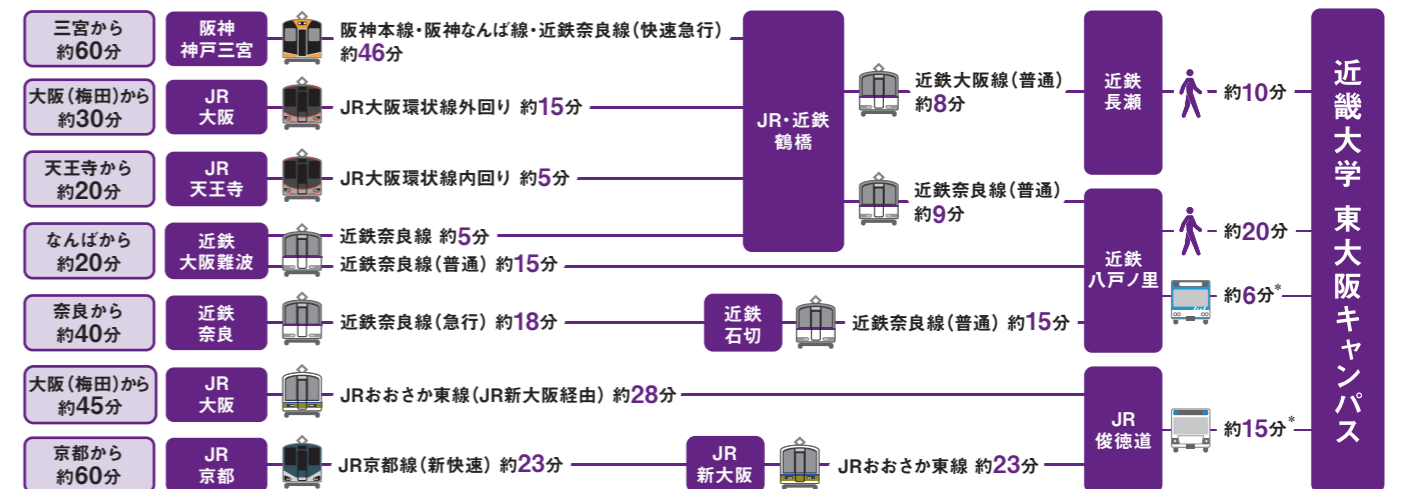 三宮から
約60分
阪神
神戸三宮
阪神本線・阪神なんば線・近鉄奈良線(快速急行)
約46分
大阪(梅田)から
約30分
JR
大阪
JR大阪環状線外回り 約15分
天王寺から
約20分
JR
天王寺
JR大阪環状線内回り 約5分
なんばから
約20分
近鉄
大阪難波
近鉄奈良線 約5分
近鉄奈良線(普通) 約15分
JR・近鉄
鶴橋
近鉄大阪線(普通)
約8分
近鉄奈良線(普通)
約9分
近鉄
長瀬
約10分
奈良から
約40分
近鉄
奈良
近鉄奈良線(急行) 約18分
近鉄
石切
近鉄奈良線(普通) 約15分
近鉄
八戸ノ里
約20分
約6分*
大阪(梅田)から
約45分
JR
大阪
JRおおさか東線(JR新大阪経由) 約28分
京都から
約60分
JR
京都
JR京都線(新快速) 約23分
JR
新大阪
JRおおさか東線 約23分
JR
俊徳道
約15分*
近畿大学 東大阪キャンパス